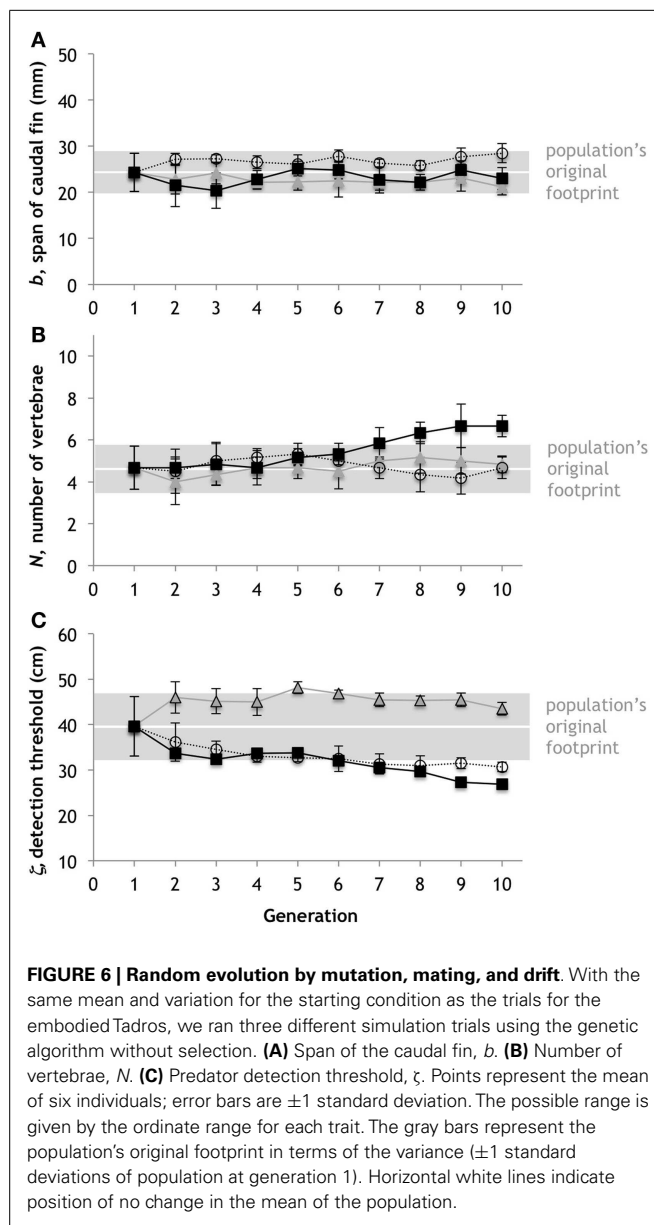 A
b, span of caudal fin (mm)
50
40
30
20
10
0
0 1 2 3 4 5 6 7 8 9 10
population's
original
footprint
B
N, number of vertebrae
10
8
6
4
2
0
0 1 2 3 4 5 6 7 8 9 10
population's
original
footprint
C
ζ, detection threshold (cm)
60
50
40
30
20
10
0 1 2 3 4 5 6 7 8 9 10
Generation
population's
original
footprint
FIGURE 6 | Random evolution by mutation, mating, and drift. With the
same mean and variation for the starting condition as the trials for the
embodied Tadros, we ran three different simulation trials using the genetic
algorithm without selection. (A) Span of the caudal fin, b. (B) Number of
vertebrae, N. (C) Predator detection threshold, ζ. Points represent the mean
of six individuals; error bars are ±1 standard deviation. The possible range is
given by the ordinate range for each trait. The gray bars represent the
population's original footprint in terms of the variance (±1 standard
deviations of population at generation 1). Horizontal white lines indicate
position of no change in the mean of the population.